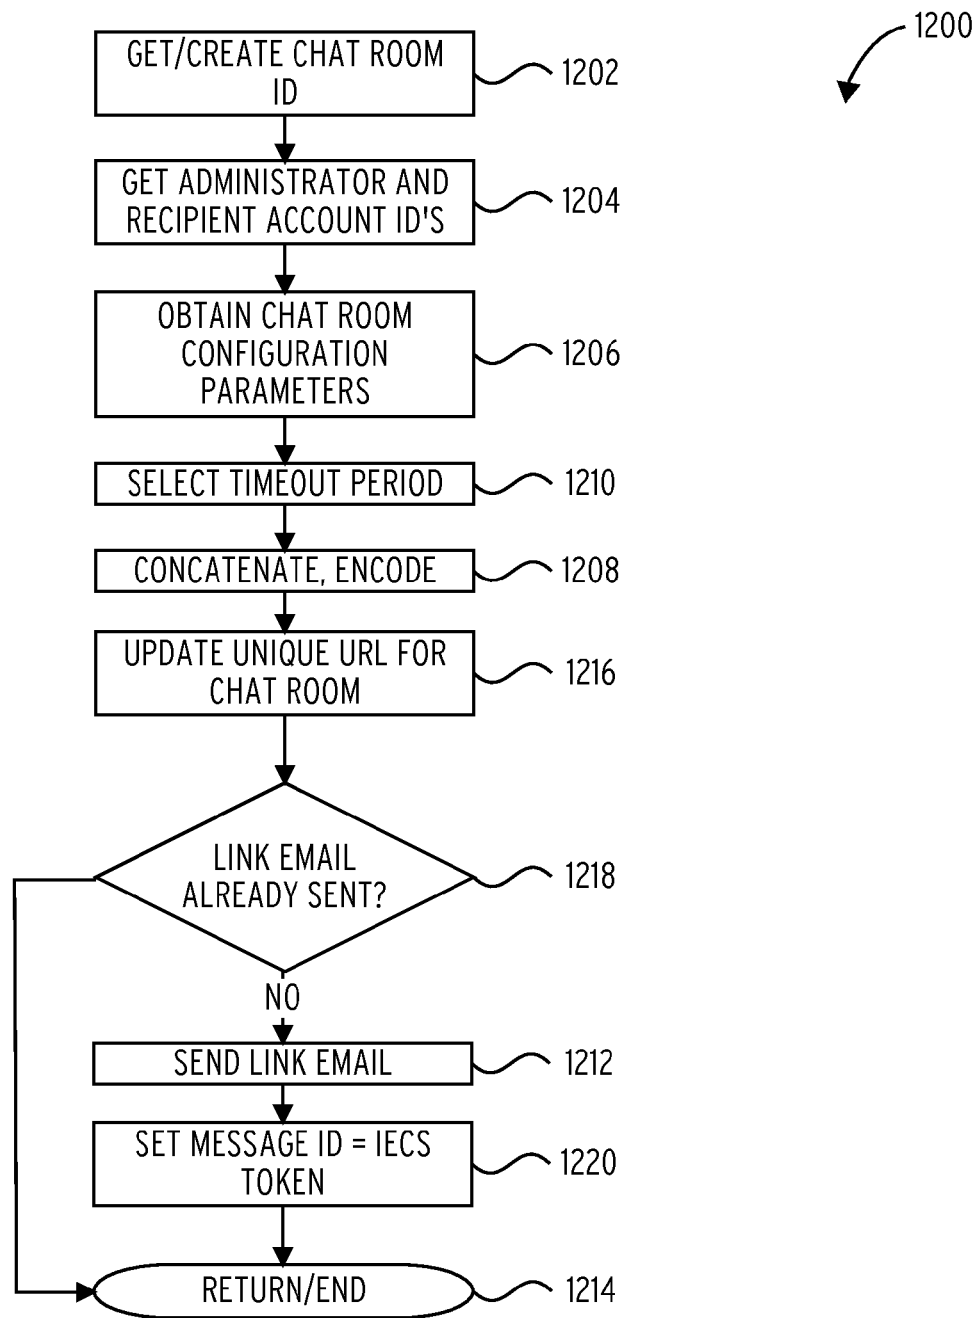 1200
GET/CREATE CHAT ROOM
ID
1202
GET ADMINISTRATOR AND
RECIPIENT ACCOUNT ID'S
1204
OBTAIN CHAT ROOM
CONFIGURATION
PARAMETERS
1206
SELECT TIMEOUT PERIOD
1210
CONCATENATE, ENCODE
1208
UPDATE UNIQUE URL FOR
CHAT ROOM
1216
LINK EMAIL
ALREADY SENT?
1218
NO
SEND LINK EMAIL
1212
SET MESSAGE ID = IECS
TOKEN
1220
RETURN/END
1214